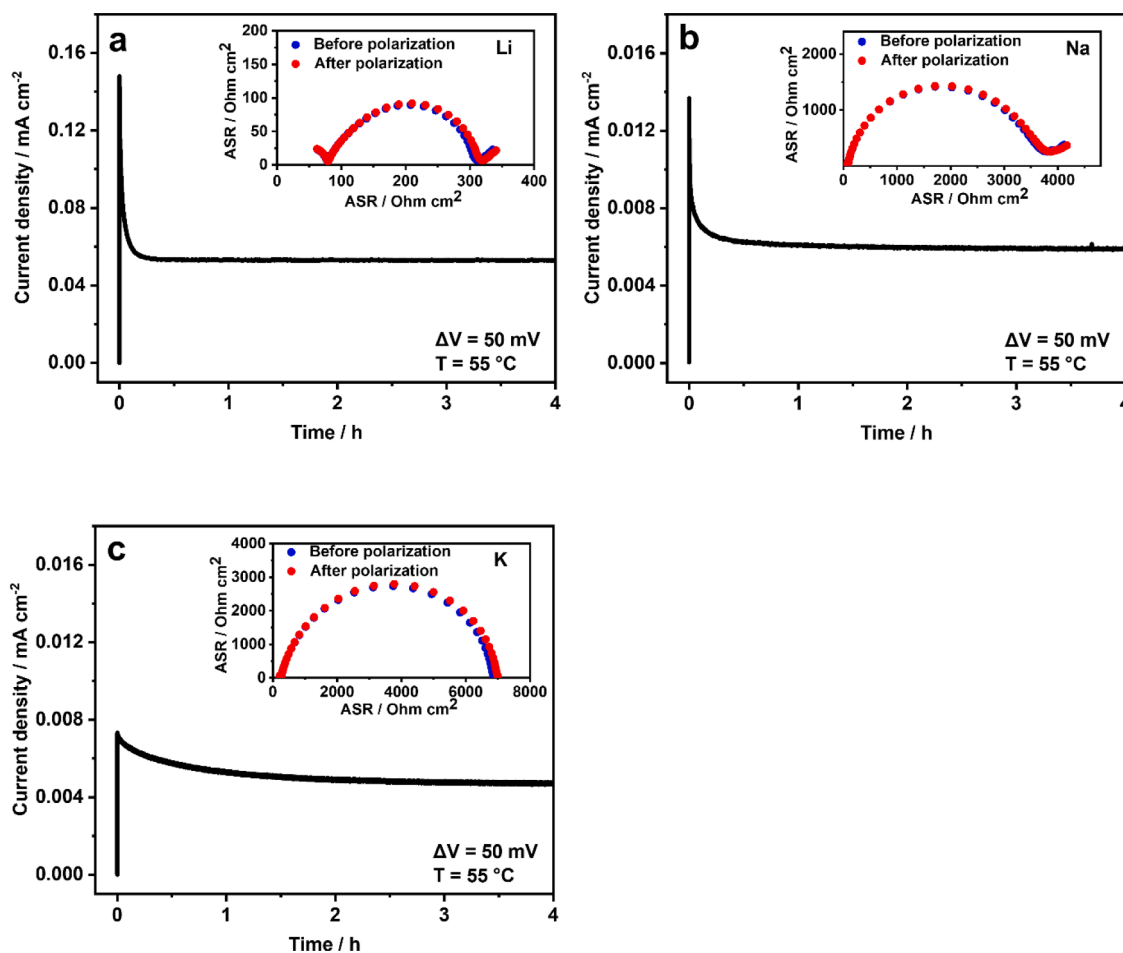 a
0.16
0.12
0.08
0.04
0.00
Current density / mA cm-2
0 1 2 3 4
Time / h
ΔV = 50 mV
T = 55 °C
Before polarization
After polarization
Li
200
150
100
50
0
ASR / Ohm cm2
0 100 200 300 400
ASR / Ohm cm2
b
0.016
0.012
0.008
0.004
0.000
Current density / mA cm-2
0 1 2 3 4
Time / h
ΔV = 50 mV
T = 55 °C
Before polarization
After polarization
Na
2000
1000
ASR / Ohm cm2
0 1000 2000 3000 4000
ASR / Ohm cm2
c
0.016
0.012
0.008
0.004
0.000
Current density / mA cm-2
0 1 2 3 4
Time / h
ΔV = 50 mV
T = 55 °C
Before polarization
After polarization
K
4000
3000
2000
1000
0
ASR / Ohm cm2
0 2000 4000 6000 8000
ASR / Ohm cm2